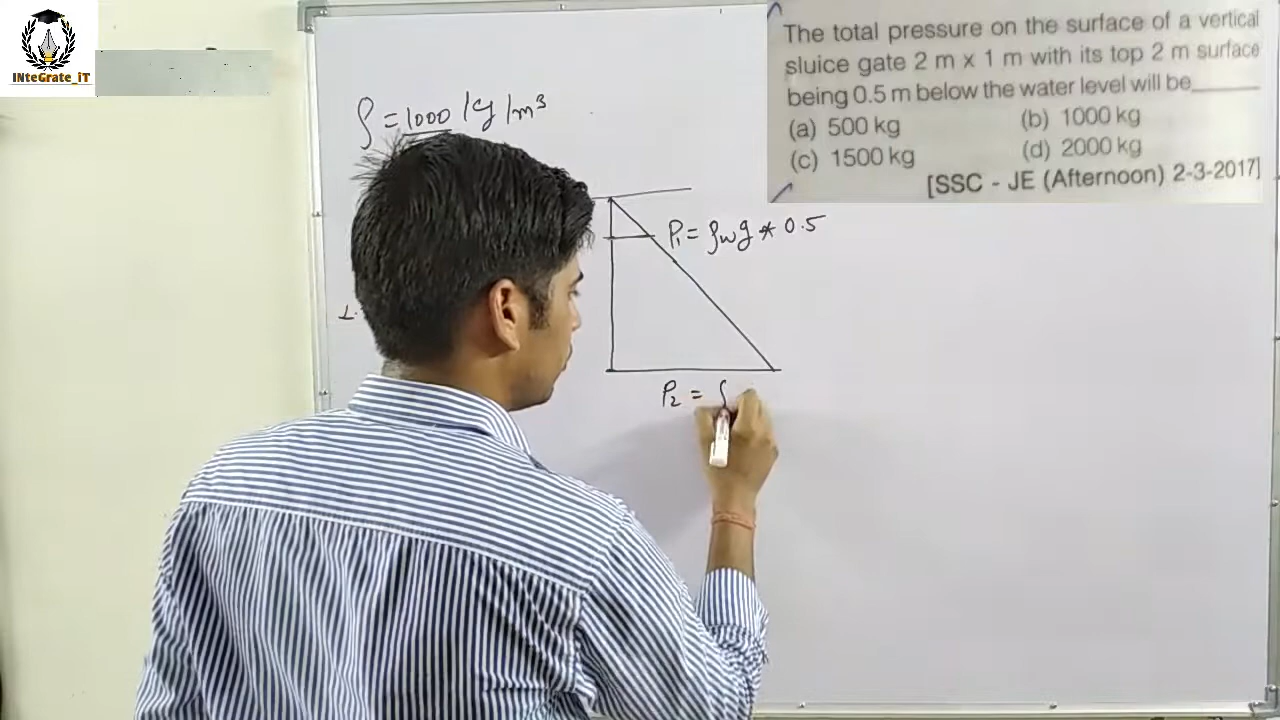 INteGrate_iT
The total pressure on the surface of a vertical
sluice gate 2 m x 1 m with its top 2 m surface
being 0.5 m below the water level will be______
(a) 500 kg (b) 1000 kg
(c) 1500 kg (d) 2000 kg
[SSC - JE (Afternoon) 2-3-2017]
ρ = 1000 kg/m³
P₁ = ρwg * 0.5
1.
P₂ = ρ